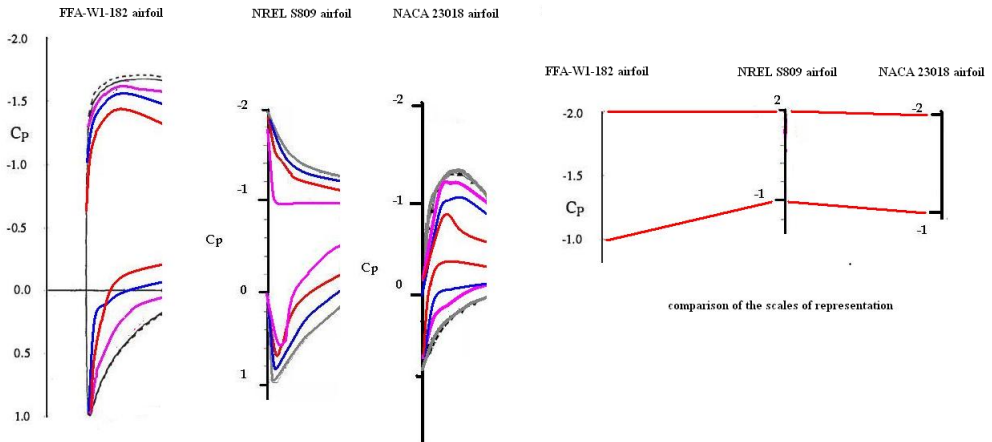 FFA-W1-182 airfoil
-2.0
-1.5
CP
-1.0
-0.5
0.0
0.5
1.0
NREL S809 airfoil
-2
-1
CP
0
1
NACA 23018 airfoil
-2
-1
CP
0
FFA-W1-182 airfoil
NREL S809 airfoil
NACA 23018 airfoil
-2.0
2
-2
-1.5
-1
CP
-1
-1.0
comparison of the scales of representation